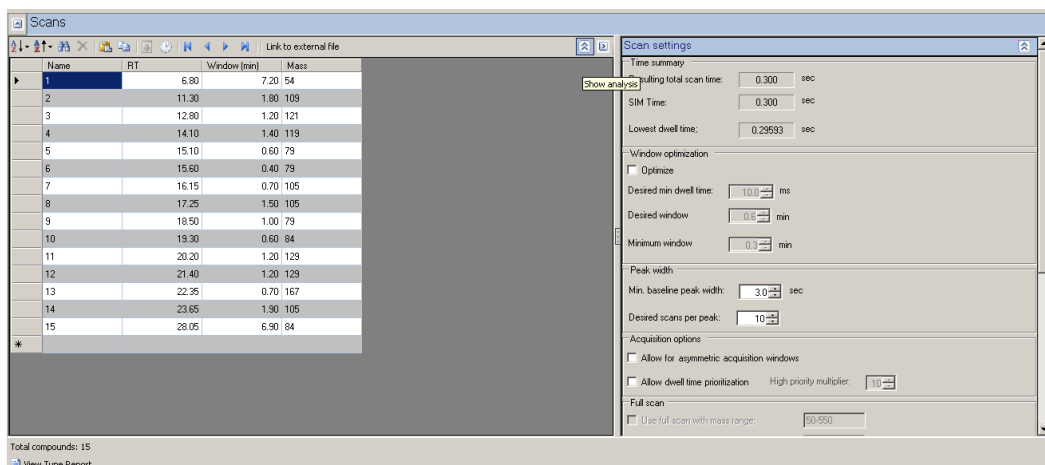 Scans
Link to external file
Show analysis
Name RT Window (min) Mass
1 6.80 7.20 54
2 11.30 1.80 109
3 12.80 1.20 121
4 14.10 1.40 119
5 15.10 0.60 79
6 15.60 0.40 79
7 16.15 0.70 105
8 17.25 1.50 105
9 18.50 1.00 79
10 19.30 0.60 84
11 20.20 1.20 129
12 21.40 1.20 129
13 22.35 0.70 167
14 23.65 1.90 105
15 28.05 6.90 84
Scan settings
Time summary
sulting total scan time: 0.300 sec
SIM Time: 0.300 sec
Lowest dwell time; 0.29593 sec
Window optimization
Optimize
Desired min dwell time: 10.0 ms
Desired window 0.6 min
Minimum window 0.3 min
Peak width
Min. baseline peak width: 3.0 sec
Desired scans per peak: 10
Acquisition options
Allow for asymmetric acquisition windows
Allow dwell time prioritization High priority multiplier: 10
Full scan
Use full scan with mass range: 50-550
Total compounds: 15
View Tune Report